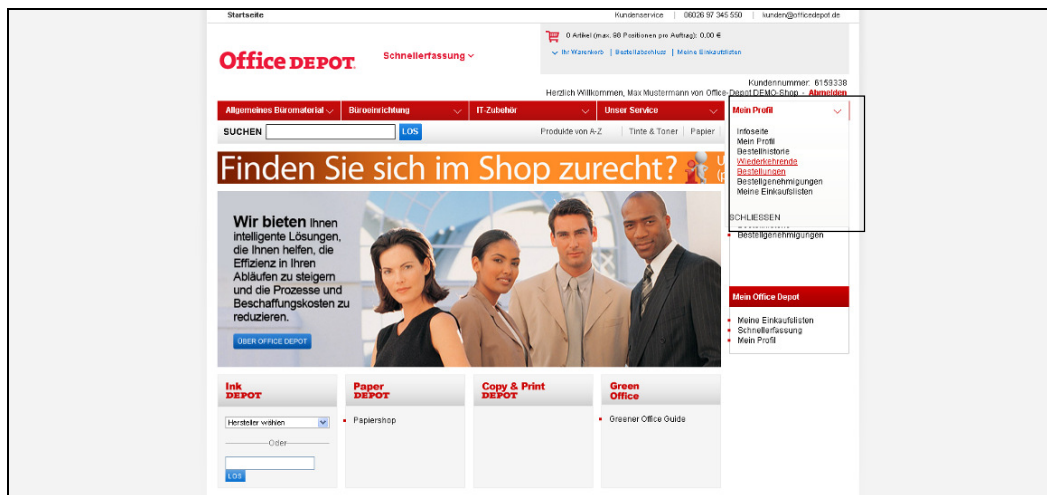 Startseite
Kundenservice | 06026 97 345 550 | kunden@officedepot.de
0 Artikel (max. 98 Positionen pro Auftrag): 0,00 €
Ihr Warenkorb | Bestellabschluss | Meine Einkaufslisten
Office DEPOT.
Schnellerfassung
Kundennummer: 6159338
Herzlich Willkommen, Max Mustermann von Office-Depot DEMO-Shop - Abmelden
Allgemeines Büromaterial
Büroeinrichtung
IT-Zubehör
Unser Service
Mein Profil
SUCHEN
LOS
Produkte von A-Z | Tinte & Toner | Papier
Infoseite
Mein Profil
Bestellhistorie
Wiederkehrende
Bestellungen
Bestellgenehmigungen
Meine Einkaufslisten
SCHLIESSEN
Bestellgenehmigungen
Finden Sie sich im Shop zurecht?
Wir bieten Ihnen
intelligente Lösungen,
die Ihnen helfen, die
Effizienz in Ihren
Abläufen zu steigern
und die Prozesse und
Beschaffungskosten zu
reduzieren.
ÜBER OFFICE DEPOT
Mein Office Depot
Meine Einkaufslisten
Schnellerfassung
Mein Profil
Ink
DEPOT
Hersteller wählen
Oder
LOS
Paper
DEPOT
Papiershop
Copy & Print
DEPOT
Green
Office
Greener Office Guide